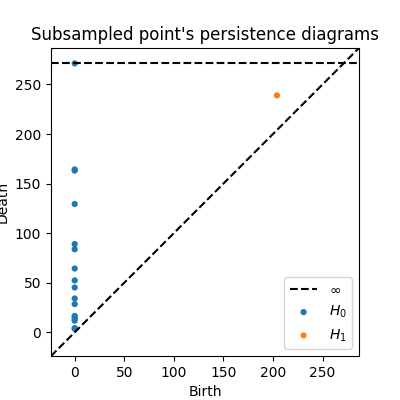 Subsampled point's persistence diagrams
250
200
150
100
50
0
Death
0 50 100 150 200 250
Birth
∞
H₀
H₁